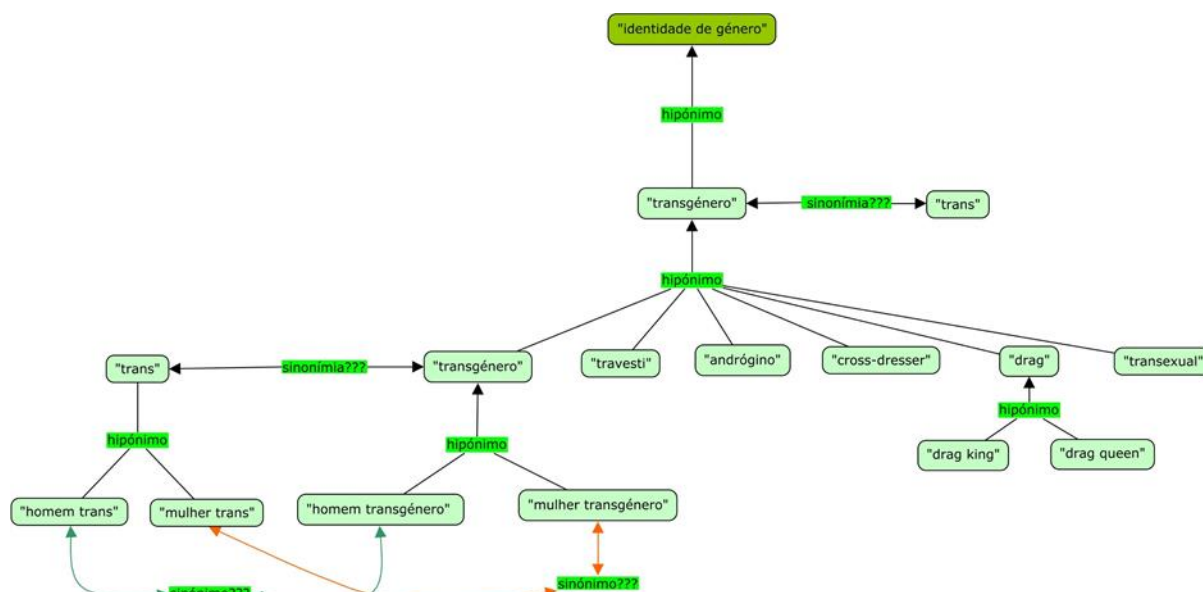 "identidade de género"
hipónimo
"transgénero"
sinonímia???
"trans"
hipónimo
"trans"
sinonímia???
"transgénero"
"travesti"
"andrógino"
"cross-dresser"
"drag"
"transexual"
hipónimo
hipónimo
hipónimo
"drag king"
"drag queen"
"homem trans"
"mulher trans"
"homem transgénero"
"mulher transgénero"
sinónimo???
sinónimo???